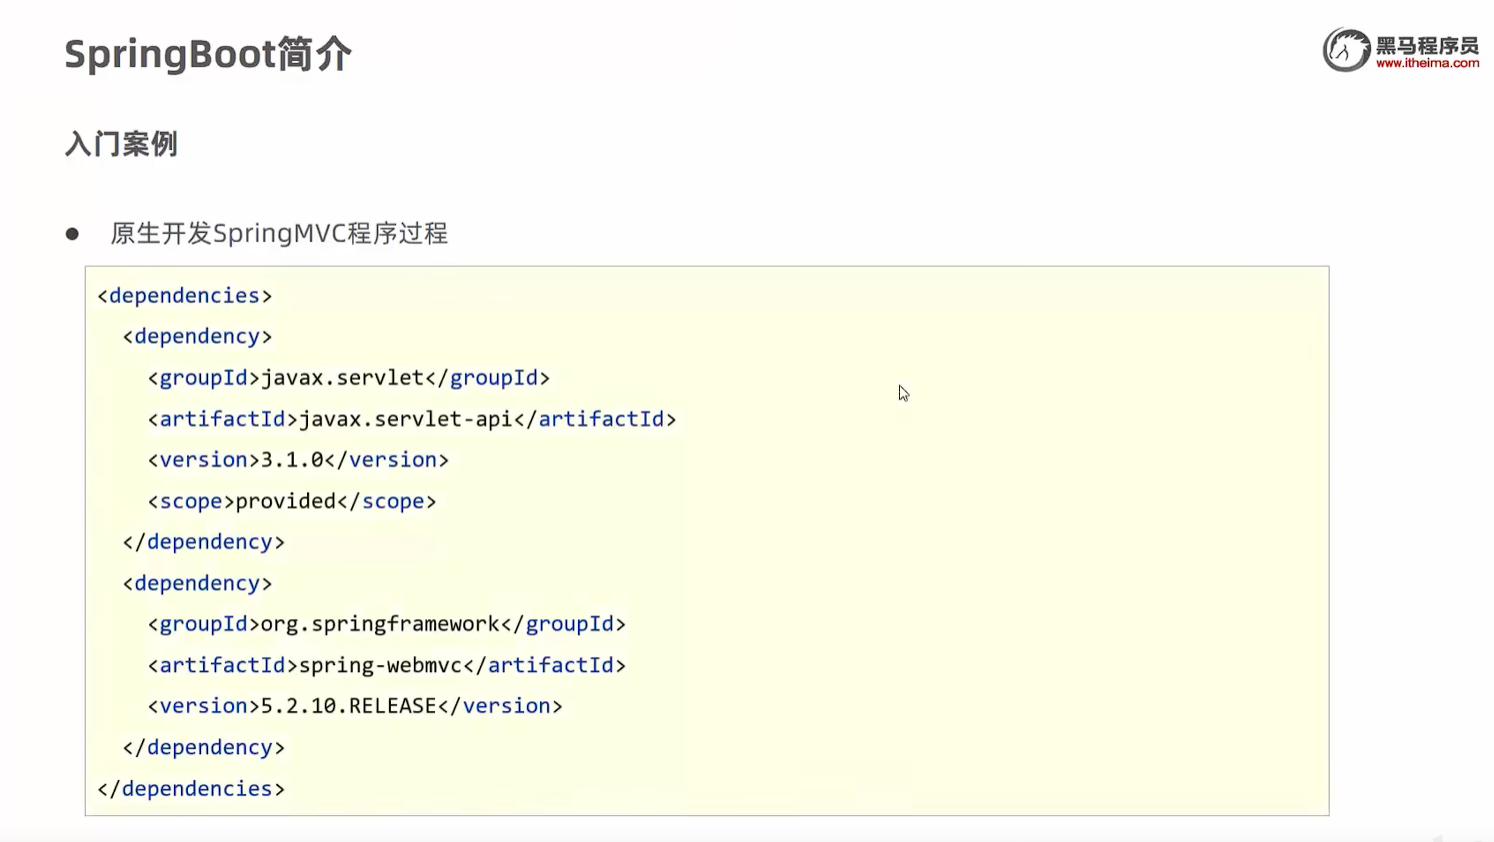 SpringBoot简介
黑马程序员
www.itheima.com
入门案例
● 原生开发SpringMVC程序过程
<dependencies>
  <dependency>
    <groupId>javax.servlet</groupId>
    <artifactId>javax.servlet-api</artifactId>
    <version>3.1.0</version>
    <scope>provided</scope>
  </dependency>
  <dependency>
    <groupId>org.springframework</groupId>
    <artifactId>spring-webmvc</artifactId>
    <version>5.2.10.RELEASE</version>
  </dependency>
</dependencies>